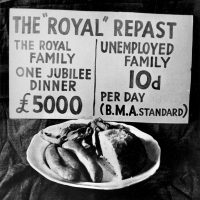 THE "ROYAL" REPAST
THE ROYAL
FAMILY
ONE JUBILEE
DINNER
£5000
UNEMPLOYED
FAMILY
10d
PER DAY
(B.M.A. STANDARD)